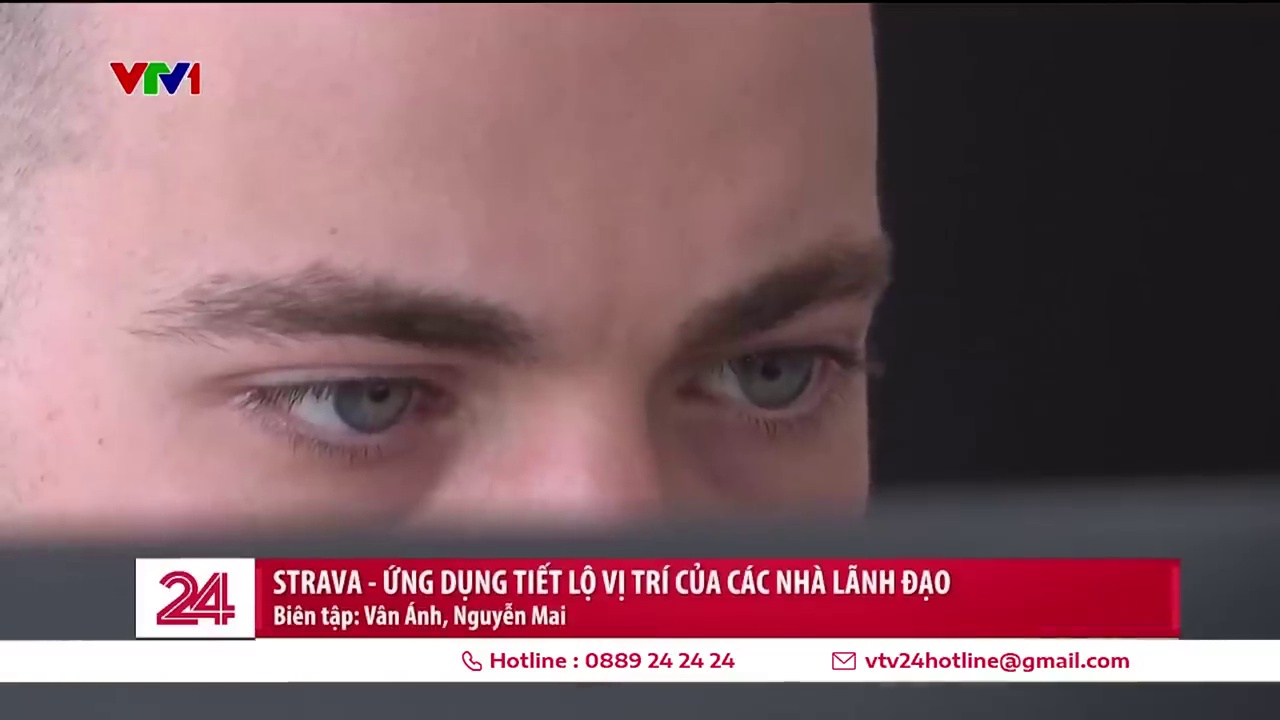 VTV1
24
STRAVA - ỨNG DỤNG TIẾT LỘ VỊ TRÍ CỦA CÁC NHÀ LÃNH ĐẠO
Biên tập: Vân Ánh, Nguyễn Mai
Hotline : 0889 24 24 24
vtv24hotline@gmail.com